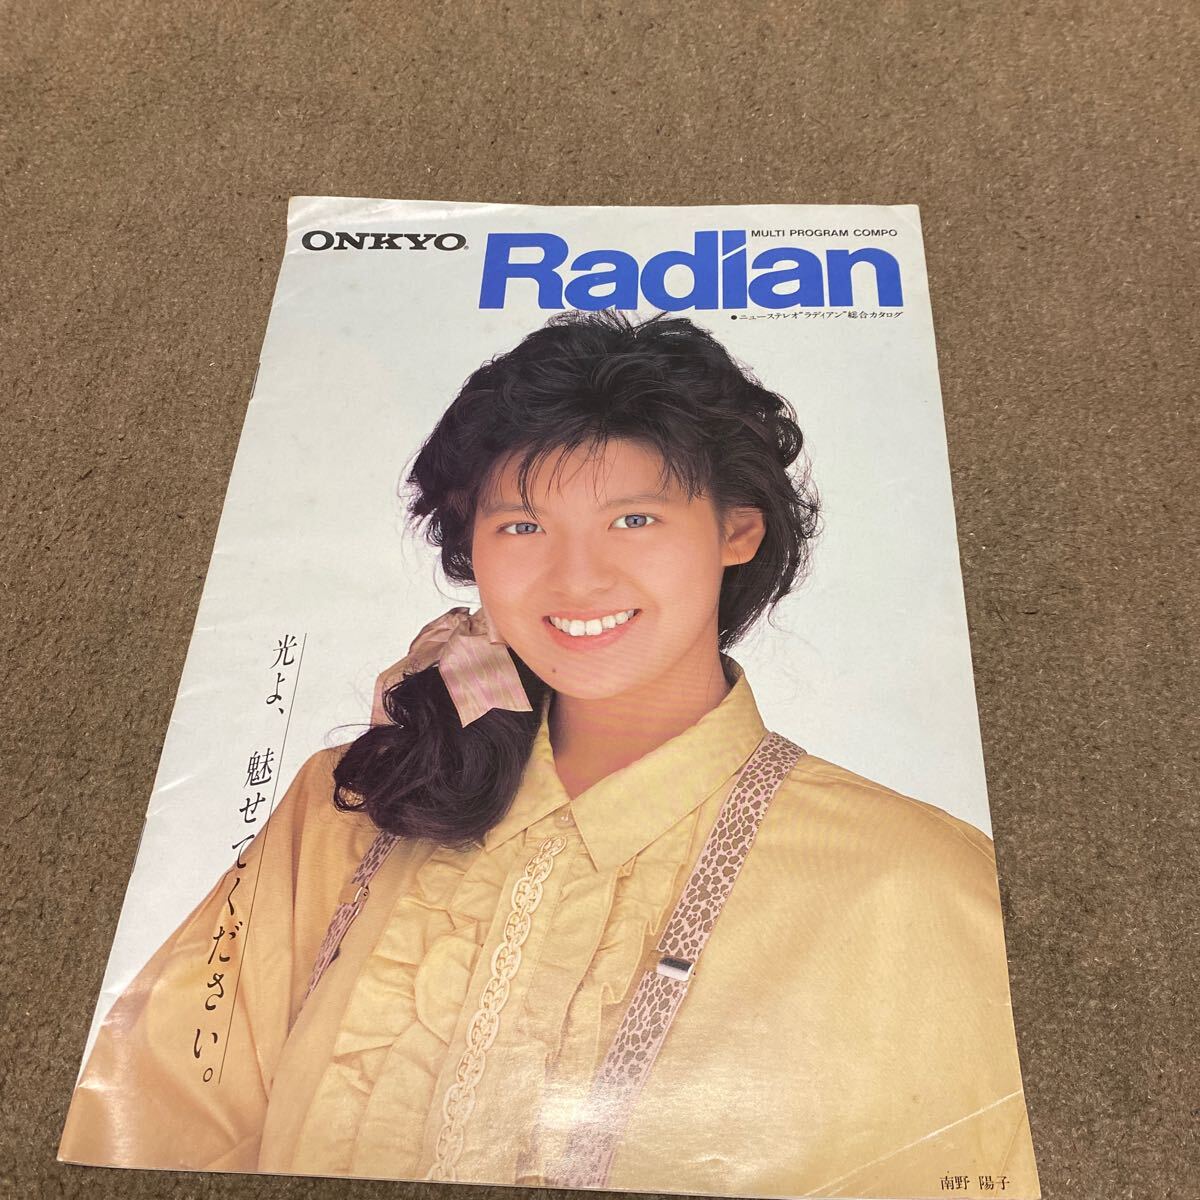 ONKYO®
MULTI PROGRAM COMPO
Radian
●ニューステレオ"ラディアン"総合カタログ
光よ、
魅せてください。
南野 陽子